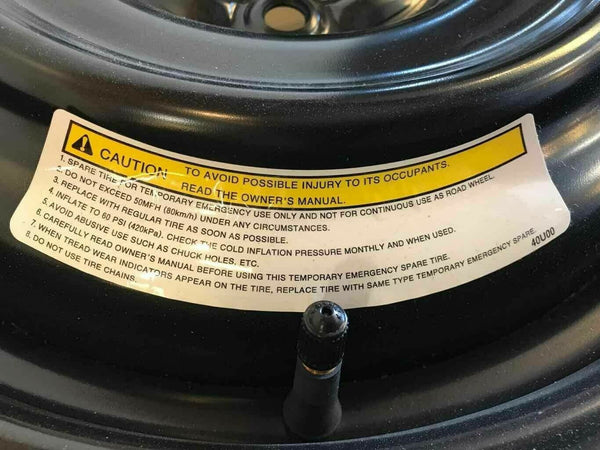 CAUTION TO AVOID POSSIBLE INJURY TO ITS OCCUPANTS.
READ THE OWNER'S MANUAL.
1. SPARE TIRE FOR TEMPORARY EMERGENCY USE ONLY AND NOT FOR CONTINUOUS USE AS ROAD WHEEL.
2. DO NOT EXCEED 50MPH (80km/h) UNDER ANY CIRCUMSTANCES.
3. REPLACE WITH REGULAR TIRE AS SOON AS POSSIBLE.
4. INFLATE TO 60 PSI (420kPa). CHECK THE COLD INFLATION PRESSURE MONTHLY AND WHEN USED.
5. AVOID ABUSIVE USE SUCH AS CHUCK HOLES, ETC.
6. CAREFULLY READ OWNER'S MANUAL BEFORE USING THIS TEMPORARY EMERGENCY SPARE TIRE.
7. WHEN TREAD WEAR INDICATORS APPEAR ON THE TIRE, REPLACE TIRE WITH SAME TYPE TEMPORARY EMERGENCY SPARE.
8. DO NOT USE TIRE CHAINS.
40U00